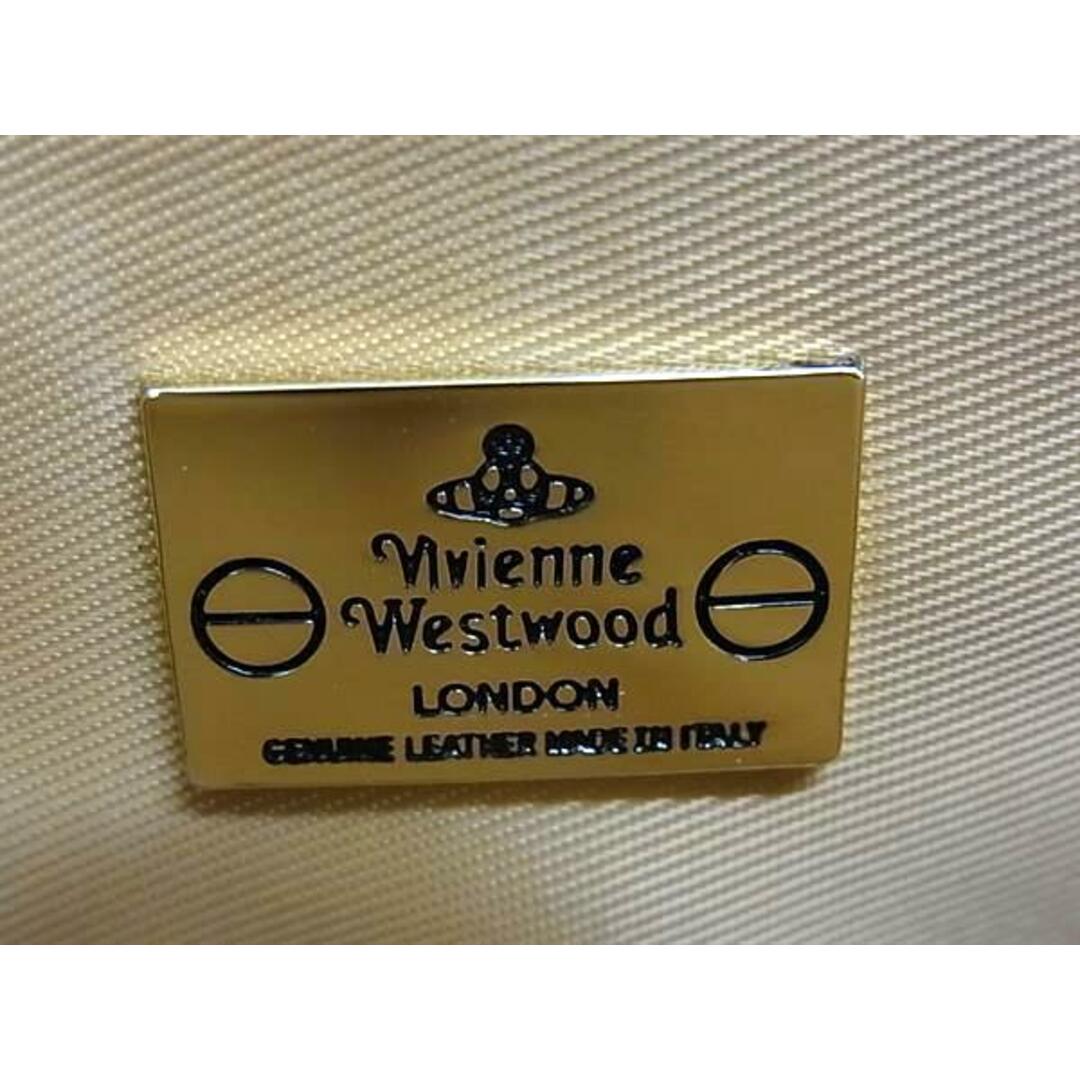 Vivienne
Westwood
LONDON
GENUINE LEATHER MADE IN ITALY